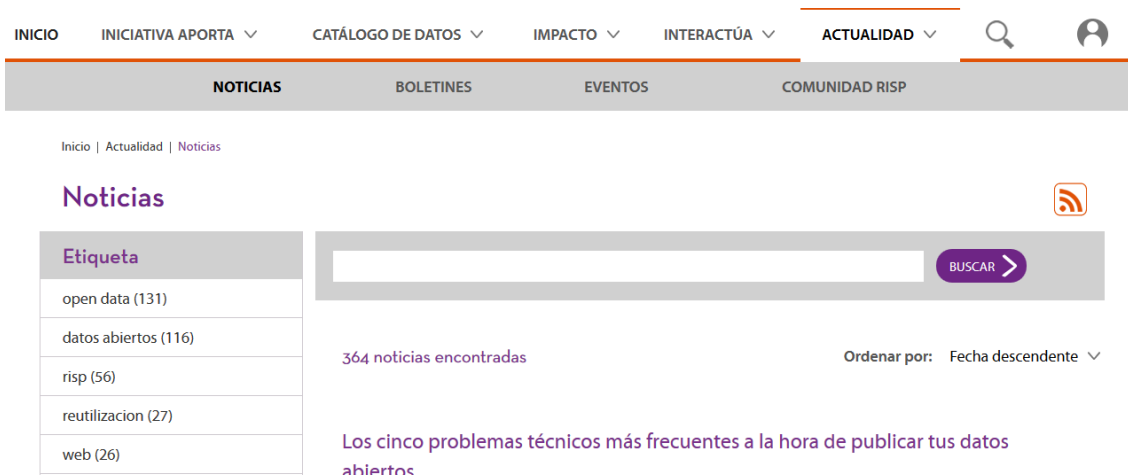 INICIO INICIATIVA APORTA CATÁLOGO DE DATOS IMPACTO INTERACTÚA ACTUALIDAD
NOTICIAS BOLETINES EVENTOS COMUNIDAD RISP
Inicio | Actualidad | Noticias
Noticias
Etiqueta
open data (131)
datos abiertos (116)
risp (56)
reutilizacion (27)
web (26)
BUSCAR
364 noticias encontradas
Ordenar por: Fecha descendente
Los cinco problemas técnicos más frecuentes a la hora de publicar tus datos
abiertos